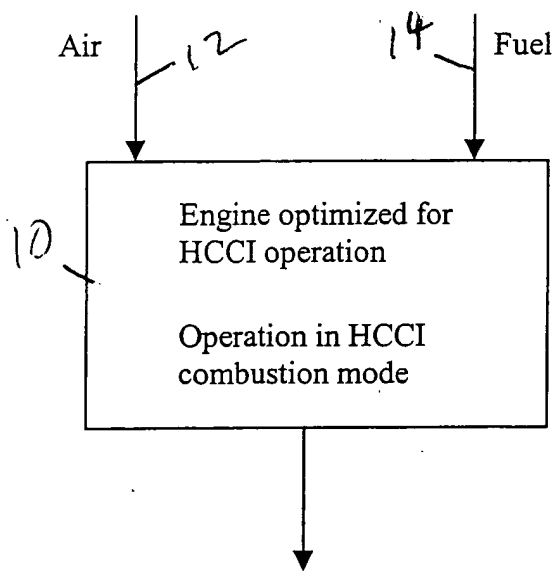 Air 12 14 Fuel
10
Engine optimized for
HCCI operation
Operation in HCCI
combustion mode